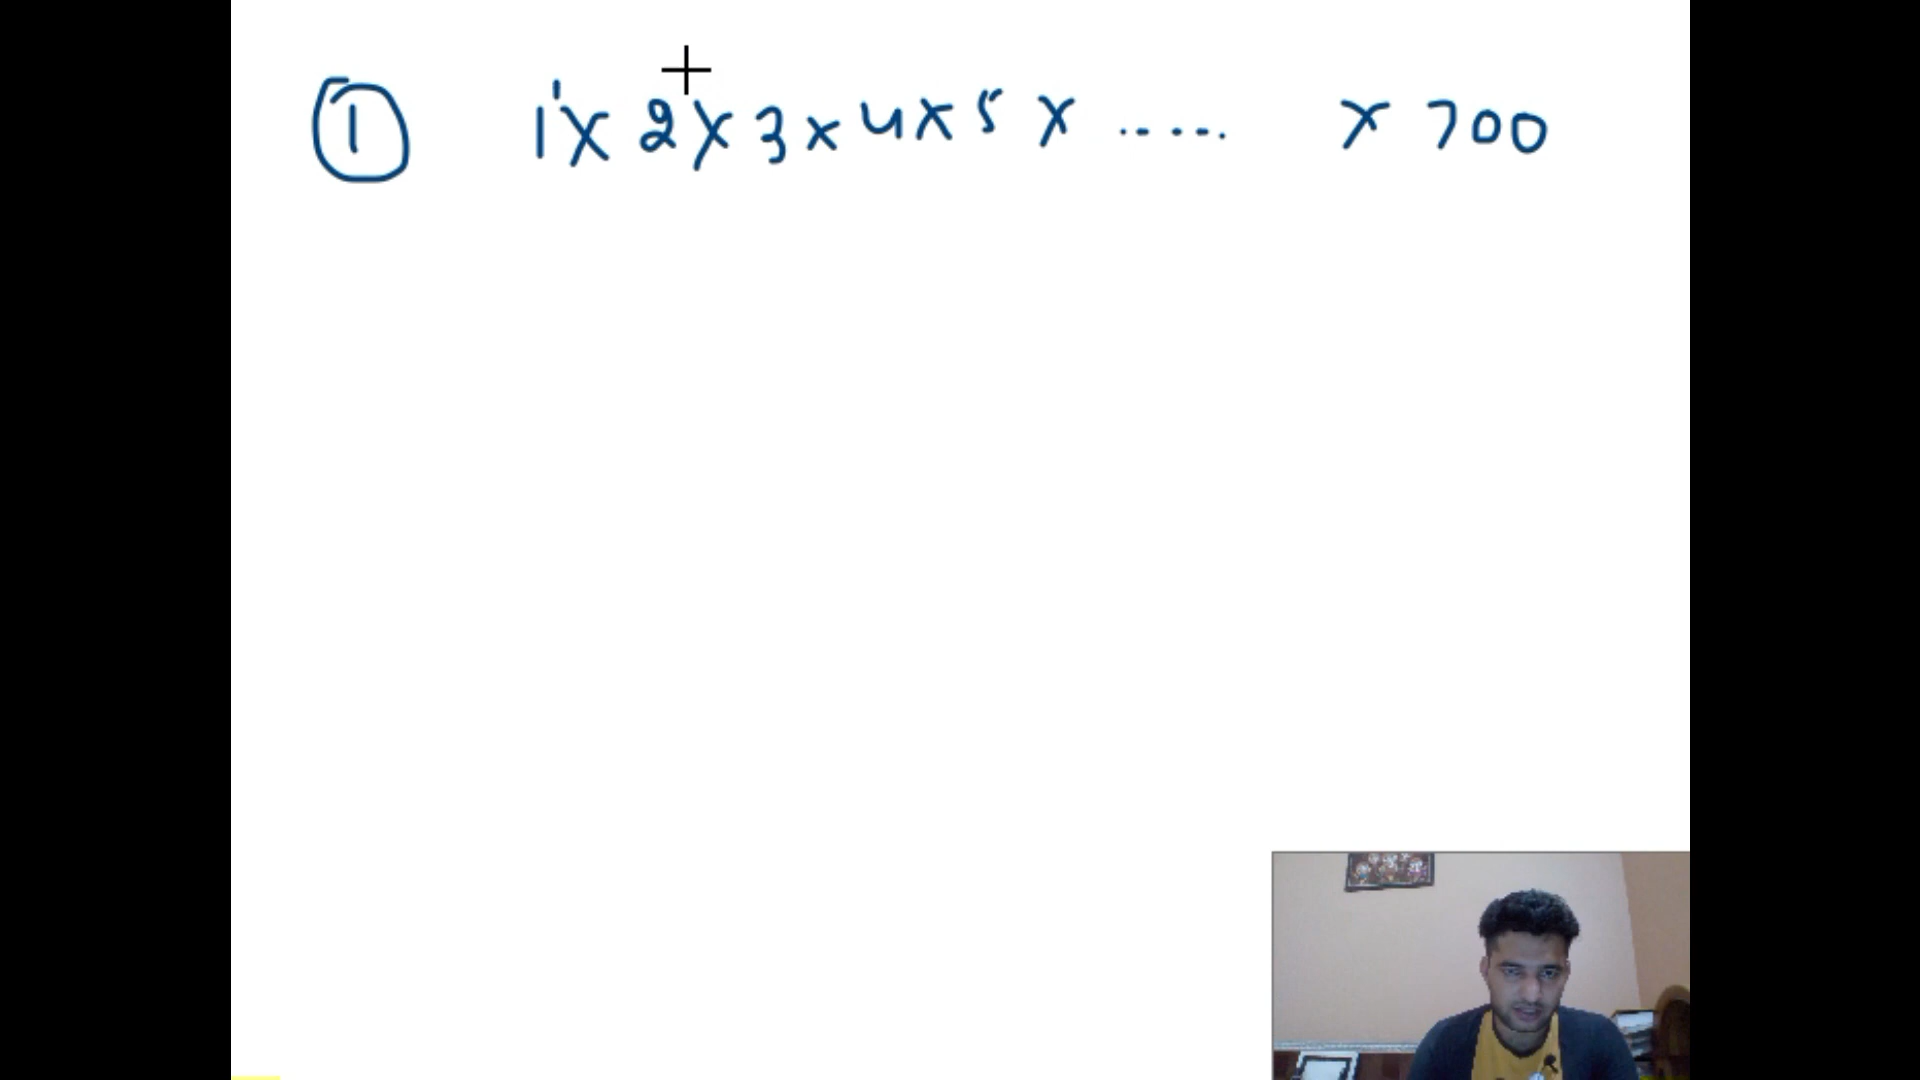 ① 1 x 2 x 3 x 4 x 5 x ..... x 700